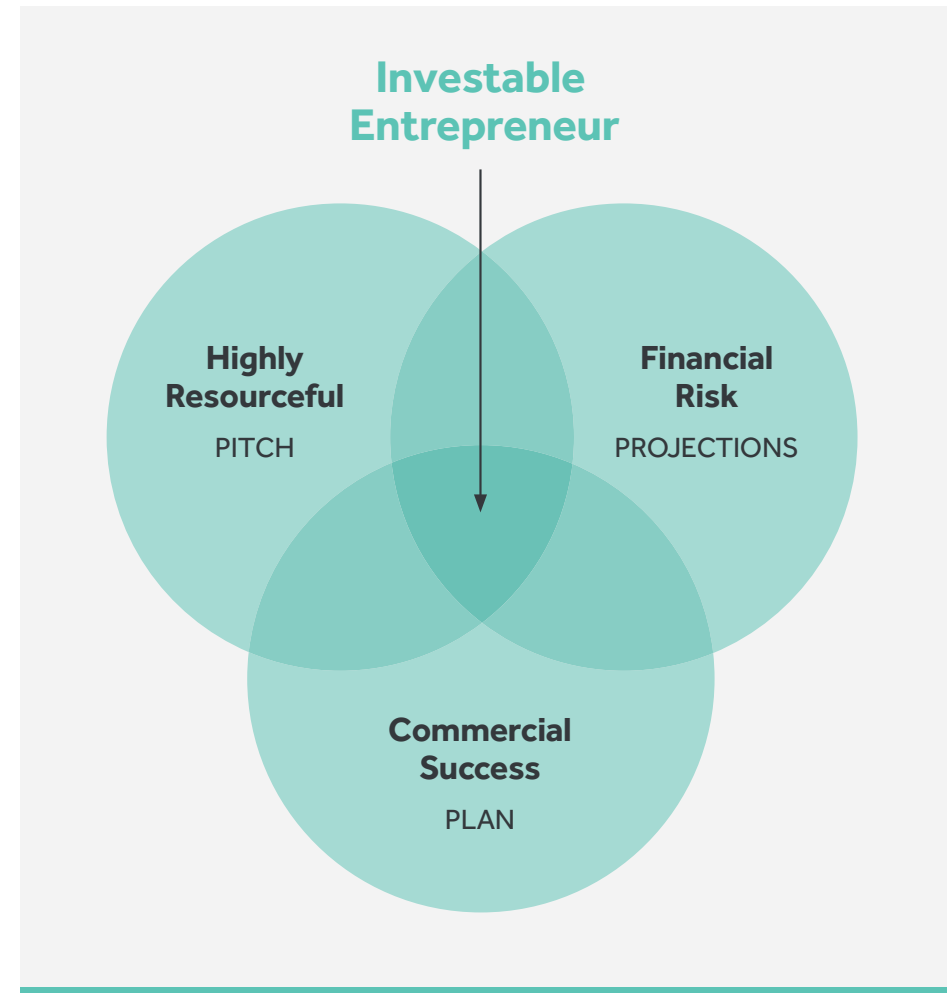 Investable
Entrepreneur
Highly
Resourceful
PITCH
Financial
Risk
PROJECTIONS
Commercial
Success
PLAN